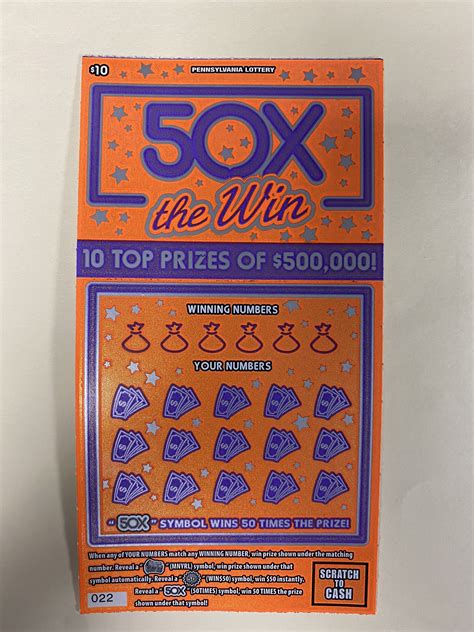 $10 PENNSYLVANIA LOTTERY
50X
the Win
10 TOP PRIZES OF $500,000!
WINNING NUMBERS
YOUR NUMBERS
"50X" SYMBOL WINS 50 TIMES THE PRIZE!
When any of YOUR NUMBERS match any WINNING NUMBER, win prize shown under the matching
number. Reveal a (MNYRL) symbol, win prize shown under that
symbol automatically. Reveal a (WIN$50) symbol, win $50 instantly.
Reveal a 50X (50TIMES) symbol, win 50 TIMES the prize
shown under that symbol!
SCRATCH
TO
CASH
022